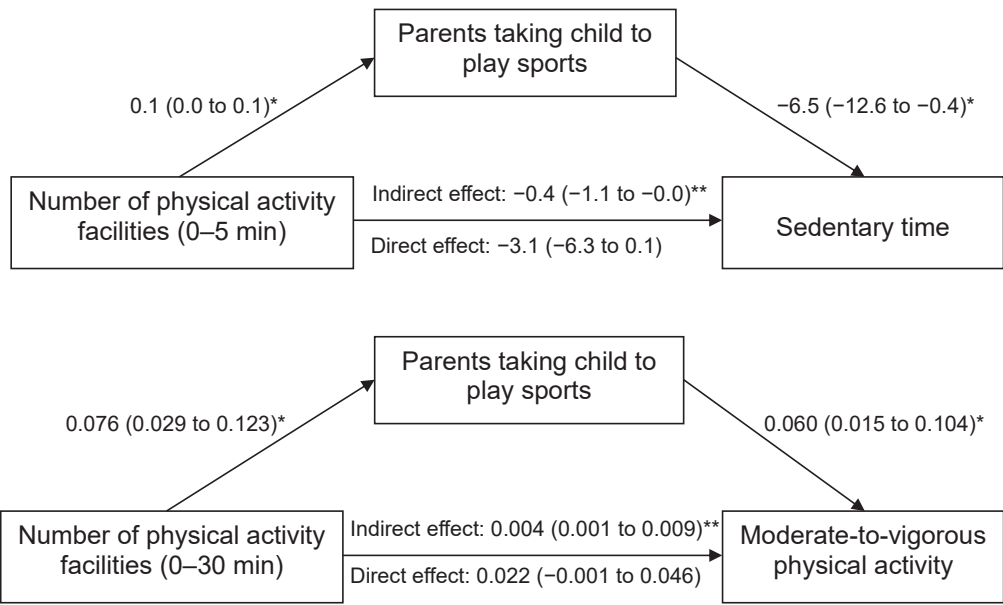 Parents taking child to
play sports
0.1 (0.0 to 0.1)*
−6.5 (−12.6 to −0.4)*
Number of physical activity
facilities (0–5 min)
Indirect effect: −0.4 (−1.1 to −0.0)**
Direct effect: −3.1 (−6.3 to 0.1)
Sedentary time
Parents taking child to
play sports
0.076 (0.029 to 0.123)*
0.060 (0.015 to 0.104)*
Number of physical activity
facilities (0–30 min)
Indirect effect: 0.004 (0.001 to 0.009)**
Direct effect: 0.022 (−0.001 to 0.046)
Moderate-to-vigorous
physical activity